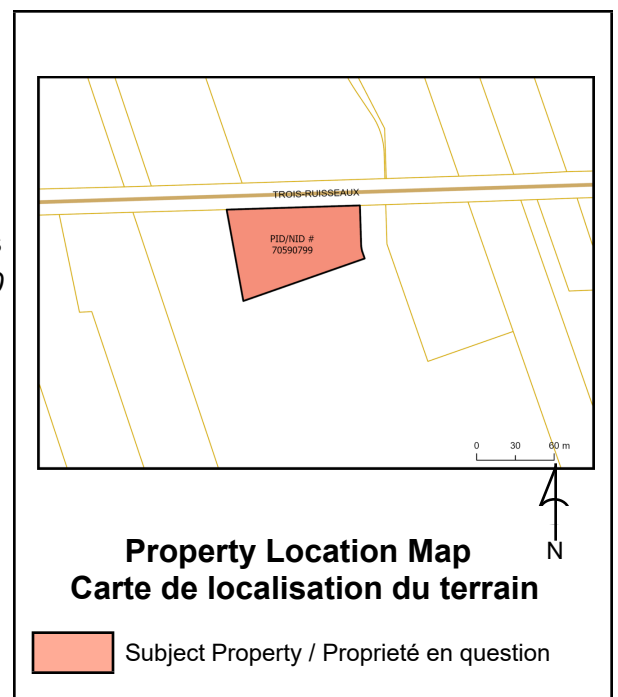 TROIS-RUISSEAUX
PID/NID #
70590799
0 30 60 m
N
Property Location Map
Carte de localisation du terrain
Subject Property / Proprieté en question